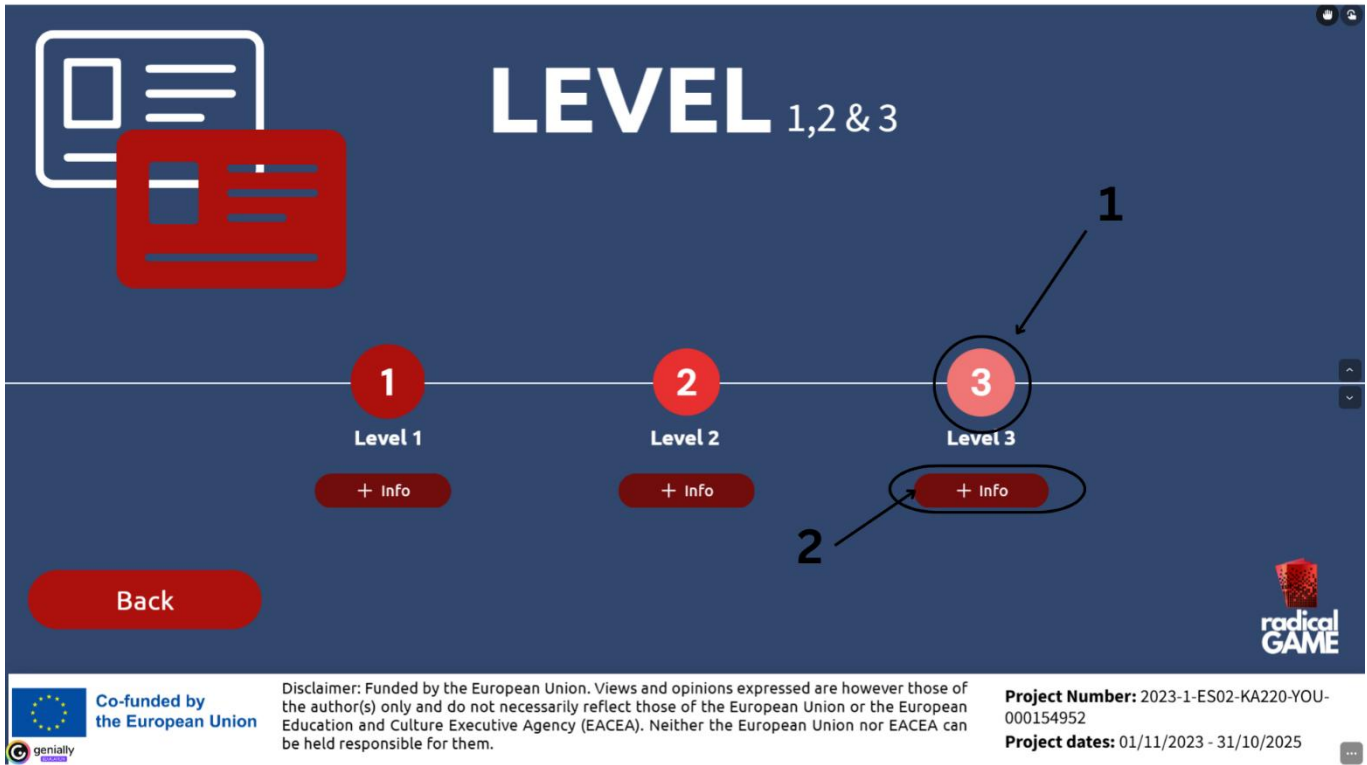 LEVEL 1,2 & 3
1
1
2
3
Level 1
Level 2
Level 3
+ Info
+ Info
+ Info
2
Back
radical
GAME
Co-funded by
the European Union
Disclaimer: Funded by the European Union. Views and opinions expressed are however those of
the author(s) only and do not necessarily reflect those of the European Union or the European
Education and Culture Executive Agency (EACEA). Neither the European Union nor EACEA can
be held responsible for them.
Project Number: 2023-1-ES02-KA220-YOU-
000154952
Project dates: 01/11/2023 - 31/10/2025
genially